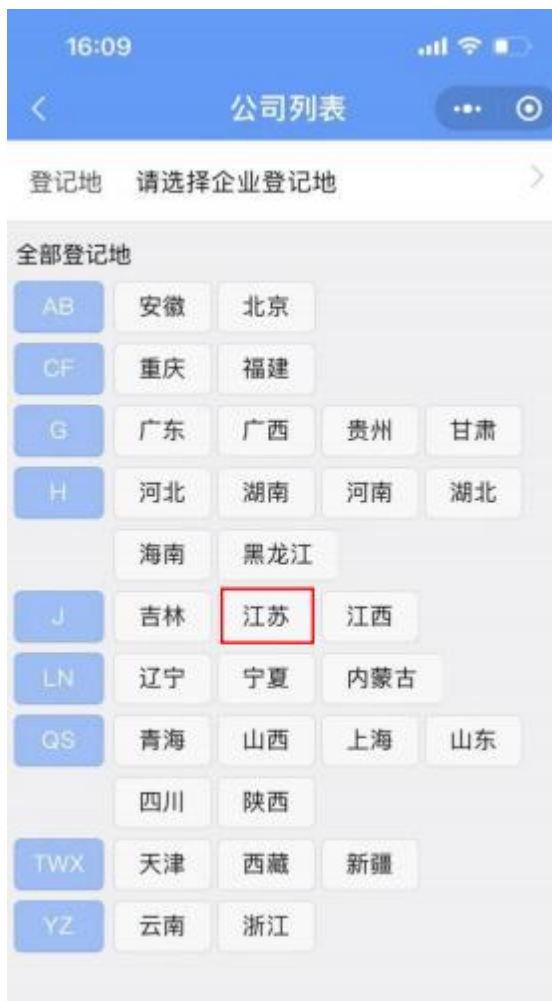 16:09
公司列表
登记地 请选择企业登记地
全部登记地
AB 安徽 北京
CF 重庆 福建
G 广东 广西 贵州 甘肃
H 河北 湖南 河南 湖北
海南 黑龙江
J 吉林 江苏 江西
LN 辽宁 宁夏 内蒙古
QS 青海 山西 上海 山东
四川 陕西
TWX 天津 西藏 新疆
YZ 云南 浙江